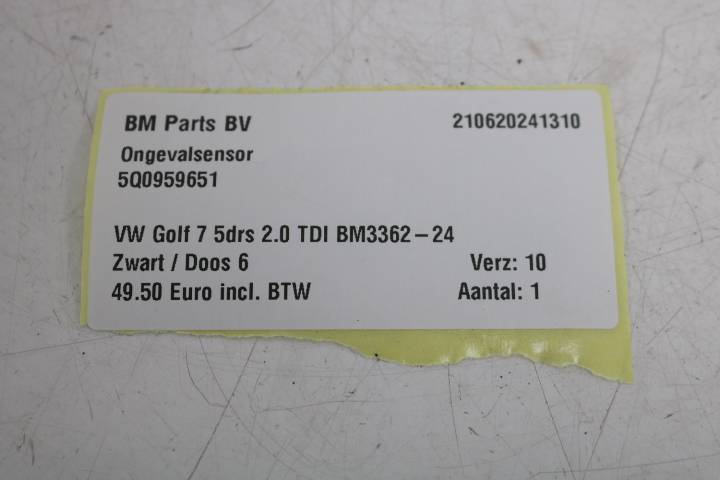 BM Parts BV 210620241310
Ongevalsensor
5Q0959651
VW Golf 7 5drs 2.0 TDI BM3362-24
Zwart / Doos 6 Verz: 10
49.50 Euro incl. BTW Aantal: 1